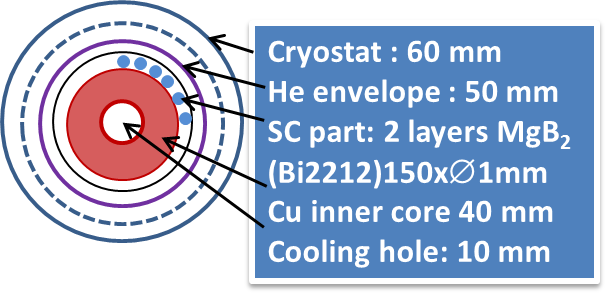 Cryostat : 60 mm
He envelope : 50 mm
SC part: 2 layers MgB₂
(Bi2212)150x∅1mm
Cu inner core 40 mm
Cooling hole: 10 mm